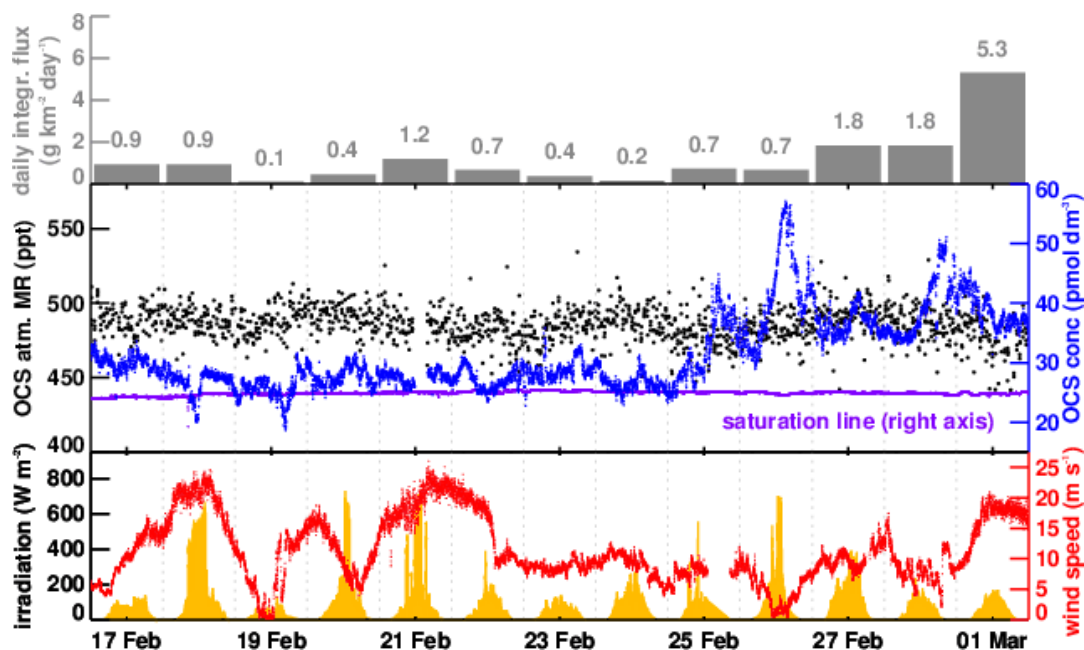 daily integr. flux
(g km⁻² day⁻¹)
8
6
4
2
0
0.9
0.9
0.1
0.4
1.2
0.7
0.4
0.2
0.7
0.7
1.8
1.8
5.3
OCS atm. MR (ppt)
550
500
450
400
60
50
40
30
20
OCS conc (pmol dm⁻³)
saturation line (right axis)
irradiation (W m⁻²)
800
600
400
200
0
25
20
15
10
5
0
wind speed (m s⁻¹)
17 Feb
19 Feb
21 Feb
23 Feb
25 Feb
27 Feb
01 Mar